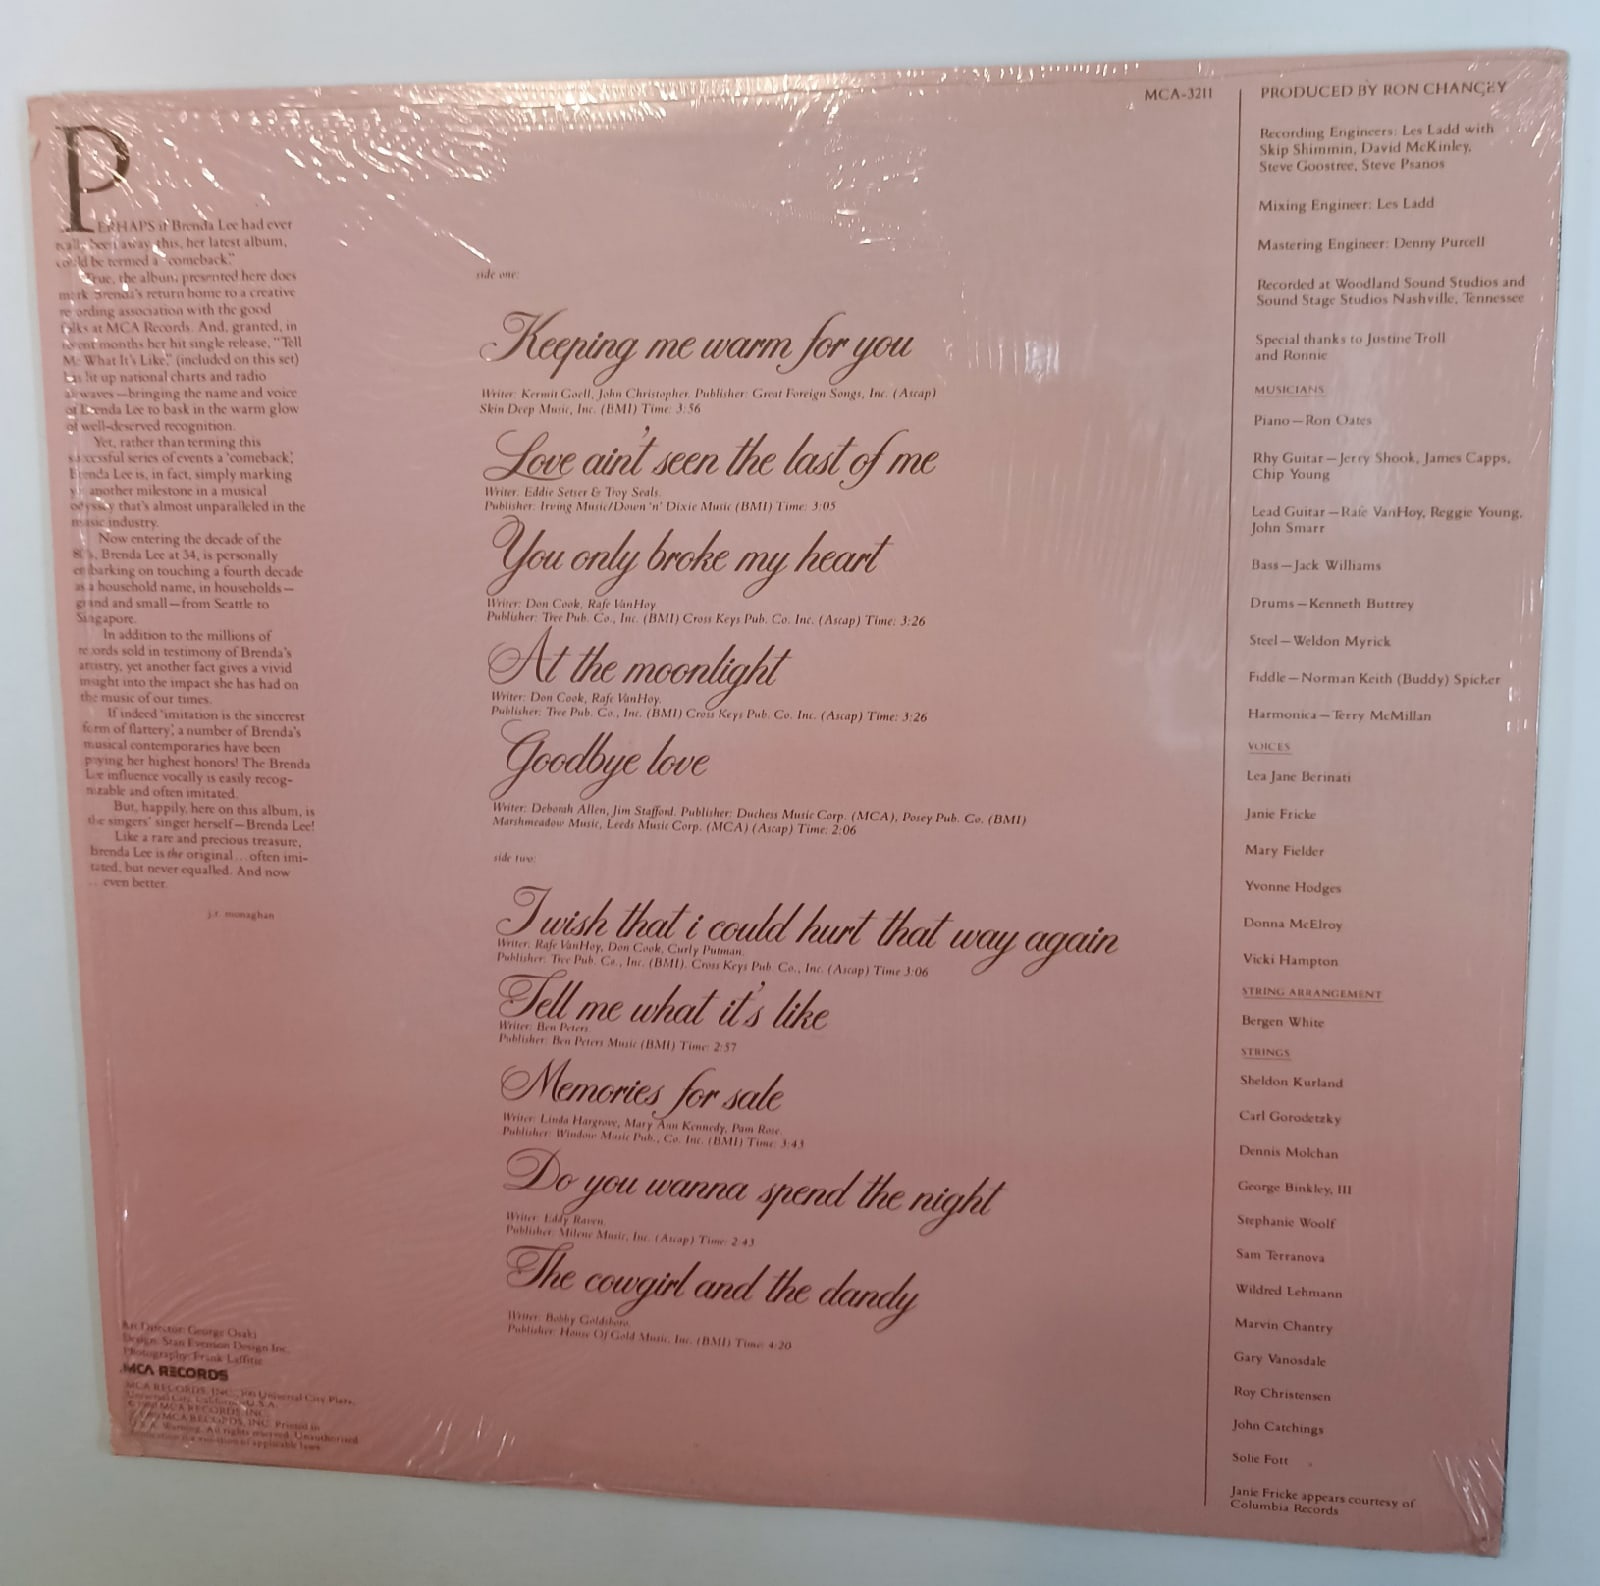 PERHAPS if Brenda Lee had ever
really been away, this, her latest album,
could be termed a "comeback."
True, the album, presented here does
mark Brenda's return home to a creative
recording association with the good
folks at MCA Records. And, granted, in
recent months her hit single release, "Tell
Me What It's Like," (included on this set)
has lit up national charts and radio
airwaves—bringing the name and voice
of Brenda Lee to bask in the warm glow
of well-deserved recognition.
Yet, rather than terming this
successful series of events a 'comeback,'
Brenda Lee is, in fact, simply marking
yet another milestone in a musical
odyssey that's almost unparalleled in the
music industry.
Now entering the decade of the
80's, Brenda Lee at 34, is personally
embarking on touching a fourth decade
as a household name, in households—
grand and small—from Seattle to
Singapore.
In addition to the millions of
records sold in testimony of Brenda's
artistry, yet another fact gives a vivid
insight into the impact she has had on
the music of our times.
If indeed 'imitation is the sincerest
form of flattery', a number of Brenda's
musical contemporaries have been
paying her highest honors! The Brenda
Lee influence vocally is easily recog-
nizable and often imitated.
But, happily, here on this album, is
the singers' singer herself—Brenda Lee!
Like a rare and precious treasure,
Brenda Lee is the original...often imi-
tated, but never equalled. And now
...even better.
j.f. monaghan
Art Director: George Osaki
Design: Stan Evenson Design Inc.
Photography: Frank Laffitte
MCA RECORDS
MCA RECORDS, INC., 100 Universal City Plaza,
Universal City, California, U.S.A.
© 1980 MCA RECORDS, INC.
MCA RECORDS, INC. Printed in
U.S.A. Warning. All rights reserved. Unauthorized
duplication is a violation of applicable laws.
side one:
Keeping me warm for you
Writer: Kermit Goell, John Christopher. Publisher: Great Foreign Songs, Inc. (Ascap)
Skin Deep Music, Inc. (BMI) Time: 3:56
Love ain't seen the last of me
Writer: Eddie Setser & Troy Seals.
Publisher: Irving Music/Down 'n' Dixie Music (BMI) Time: 3:05
You only broke my heart
Writer: Don Cook, Rafe VanHoy
Publisher: Tree Pub. Co., Inc. (BMI) Cross Keys Pub. Co. Inc. (Ascap) Time: 3:26
At the moonlight
Writer: Don Cook, Rafe VanHoy.
Publisher: Tree Pub. Co., Inc. (BMI) Cross Keys Pub. Co. Inc. (Ascap) Time: 3:26
Goodbye love
Writer: Deborah Allen, Jim Stafford. Publisher: Duchess Music Corp. (MCA), Posey Pub. Co. (BMI)
Marshmeadow Music, Leeds Music Corp. (MCA) (Ascap) Time: 2:06
side two:
I wish that i could hurt that way again
Writer: Rafe VanHoy, Don Cook, Curly Putman.
Publisher: Tree Pub. Co., Inc. (BMI). Cross Keys Pub. Co., Inc. (Ascap) Time 3:06
Tell me what it's like
Writer: Ben Peters.
Publisher: Ben Peters Music (BMI) Time: 2:57
Memories for sale
Writer: Linda Hargrove, Mary Ann Kennedy, Pam Rose.
Publisher: Window Music Pub., Co. Inc. (BMI) Time: 3:43
Do you wanna spend the night
Writer: Eddy Raven.
Publisher: Milene Music, Inc. (Ascap) Time: 2:43
The cowgirl and the dandy
Writer: Bobby Goldsboro.
Publisher: House Of Gold Music, Inc. (BMI) Time: 4:20
MCA-3211
PRODUCED BY RON CHANCEY
Recording Engineers: Les Ladd with
Skip Shimmin, David McKinley,
Steve Goostree, Steve Psanos
Mixing Engineer: Les Ladd
Mastering Engineer: Denny Purcell
Recorded at Woodland Sound Studios and
Sound Stage Studios Nashville, Tennessee
Special thanks to Justine Troll
and Ronnie
MUSICIANS
Piano—Ron Oates
Rhy Guitar—Jerry Shook, James Capps,
Chip Young
Lead Guitar—Rafe VanHoy, Reggie Young,
John Smarr
Bass—Jack Williams
Drums—Kenneth Buttrey
Steel—Weldon Myrick
Fiddle—Norman Keith (Buddy) Spicher
Harmonica—Terry McMillan
VOICES
Lea Jane Berinati
Janie Fricke
Mary Fielder
Yvonne Hodges
Donna McElroy
Vicki Hampton
STRING ARRANGEMENT
Bergen White
STRINGS
Sheldon Kurland
Carl Gorodetzky
Dennis Molchan
George Binkley, III
Stephanie Woolf
Sam Terranova
Wildred Lehmann
Marvin Chantry
Gary Vanosdale
Roy Christensen
John Catchings
Solie Fott
Janie Fricke appears courtesy of
Columbia Records